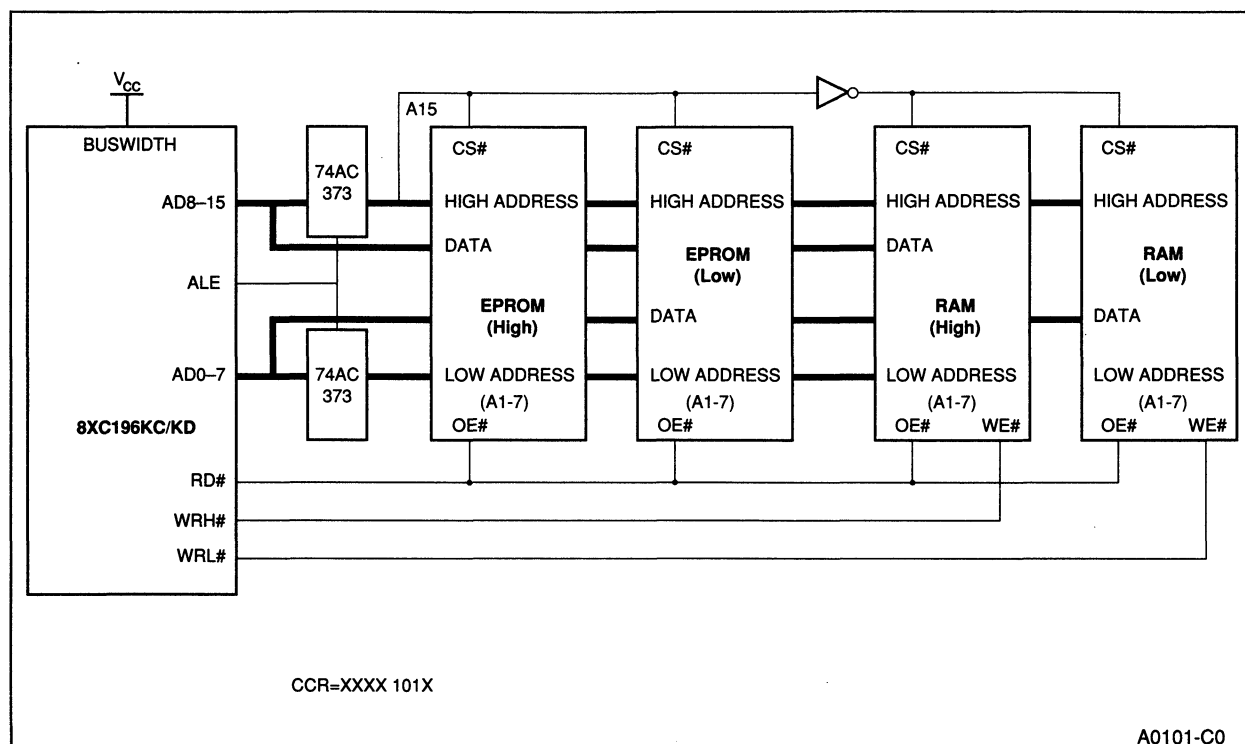 VCC
BUSWIDTH
AD8–15
ALE
AD0–7
8XC196KC/KD
RD#
WRH#
WRL#
74AC
373
74AC
373
A15
CS#
HIGH ADDRESS
DATA
EPROM
(High)
LOW ADDRESS
(A1-7)
OE#
CS#
HIGH ADDRESS
EPROM
(Low)
DATA
LOW ADDRESS
(A1-7)
OE#
CS#
HIGH ADDRESS
DATA
RAM
(High)
LOW ADDRESS
(A1-7)
OE# WE#
CS#
HIGH ADDRESS
RAM
(Low)
DATA
LOW ADDRESS
(A1-7)
OE# WE#
CCR=XXXX 101X
A0101-C0